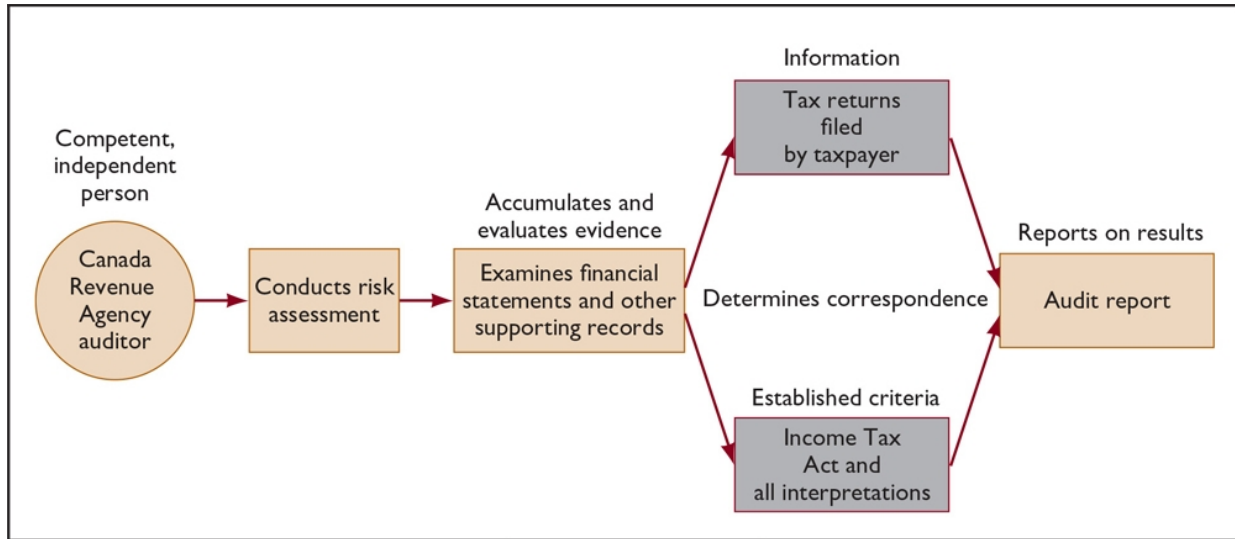 Competent,
independent
person
Canada
Revenue
Agency
auditor
Conducts risk
assessment
Accumulates and
evaluates evidence
Examines financial
statements and other
supporting records
Information
Tax returns
filed
by taxpayer
Determines correspondence
Established criteria
Income Tax
Act and
all interpretations
Reports on results
Audit report